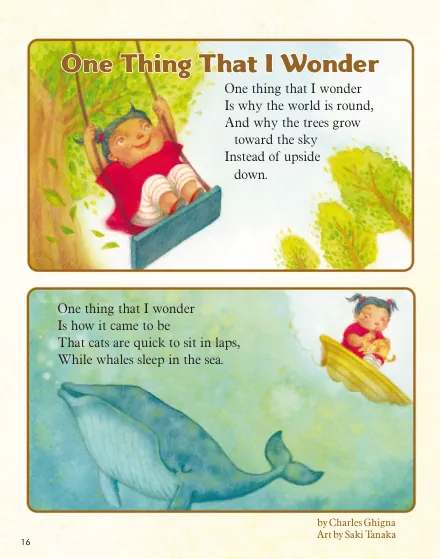 One Thing That I Wonder
One thing that I wonder
Is why the world is round,
And why the trees grow
toward the sky
Instead of upside
down.
One thing that I wonder
Is how it came to be
That cats are quick to sit in laps,
While whales sleep in the sea.
by Charles Ghigna
Art by Saki Tanaka
16